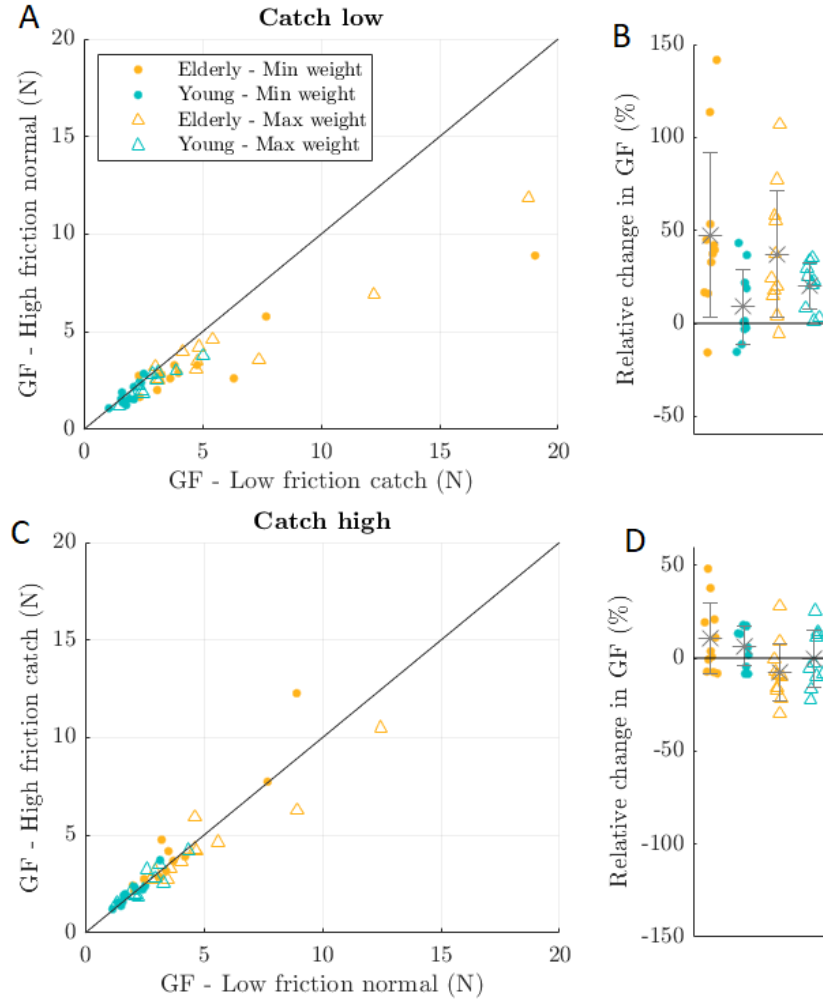 A
Catch low
20
15
10
5
0
GF - High friction normal (N)
Elderly - Min weight
Young - Min weight
Elderly - Max weight
Young - Max weight
0
5
10
15
20
GF - Low friction catch (N)
B
150
100
50
0
-50
Relative change in GF (%)
C
Catch high
20
15
10
5
0
GF - High friction catch (N)
0
5
10
15
20
GF - Low friction normal (N)
D
50
0
-50
-100
-150
Relative change in GF (%)